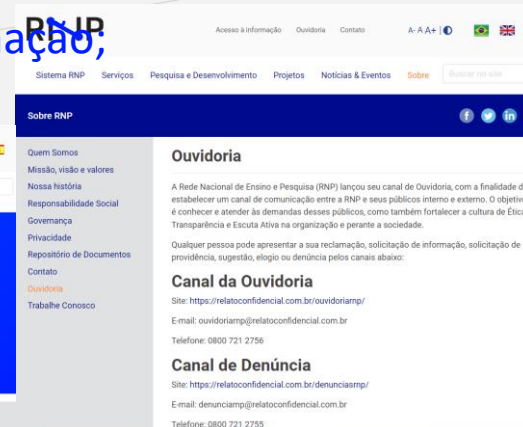 RNP
mação;
Acesso à informação Ouvidoria Contato A- A A+
Sistema RNP Serviços Pesquisa e Desenvolvimento Projetos Notícias & Eventos Sobre Buscar no site
Sobre RNP
Quem Somos
Missão, visão e valores
Nossa história
Responsabilidade Social
Governança
Privacidade
Repositório de Documentos
Contato
Ouvidoria
Trabalhe Conosco
Ouvidoria
A Rede Nacional de Ensino e Pesquisa (RNP) lançou seu canal de Ouvidoria, com a finalidade d
estabelecer um canal de comunicação entre a RNP e seus públicos interno e externo. O objetivo
é conhecer e atender às demandas desses públicos, como também fortalecer a cultura de Ética
Transparência e Escuta Ativa na organização e perante a sociedade.
Qualquer pessoa pode apresentar a sua reclamação, solicitação de informação, solicitação de
providência, sugestão, elogio ou denúncia pelos canais abaixo:
Canal da Ouvidoria
Site: https://relatoconfidencial.com.br/ouvidoriarnp/
E-mail: ouvidoriarnp@relatoconfidencial.com.br
Telefone: 0800 721 2756
Canal de Denúncia
Site: https://relatoconfidencial.com.br/denunciasrnp/
E-mail: denunciarnp@relatoconfidencial.com.br
Telefone: 0800 721 2755